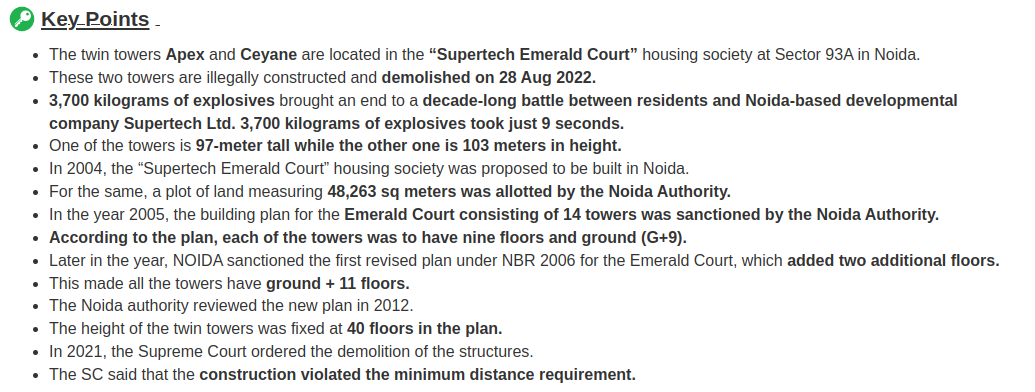 Key Points
The twin towers Apex and Ceyane are located in the “Supertech Emerald Court” housing society at Sector 93A in Noida.
These two towers are illegally constructed and demolished on 28 Aug 2022.
3,700 kilograms of explosives brought an end to a decade-long battle between residents and Noida-based developmental
company Supertech Ltd. 3,700 kilograms of explosives took just 9 seconds.
One of the towers is 97-meter tall while the other one is 103 meters in height.
In 2004, the “Supertech Emerald Court” housing society was proposed to be built in Noida.
For the same, a plot of land measuring 48,263 sq meters was allotted by the Noida Authority.
In the year 2005, the building plan for the Emerald Court consisting of 14 towers was sanctioned by the Noida Authority.
According to the plan, each of the towers was to have nine floors and ground (G+9).
Later in the year, NOIDA sanctioned the first revised plan under NBR 2006 for the Emerald Court, which added two additional floors.
This made all the towers have ground + 11 floors.
The Noida authority reviewed the new plan in 2012.
The height of the twin towers was fixed at 40 floors in the plan.
In 2021, the Supreme Court ordered the demolition of the structures.
The SC said that the construction violated the minimum distance requirement.